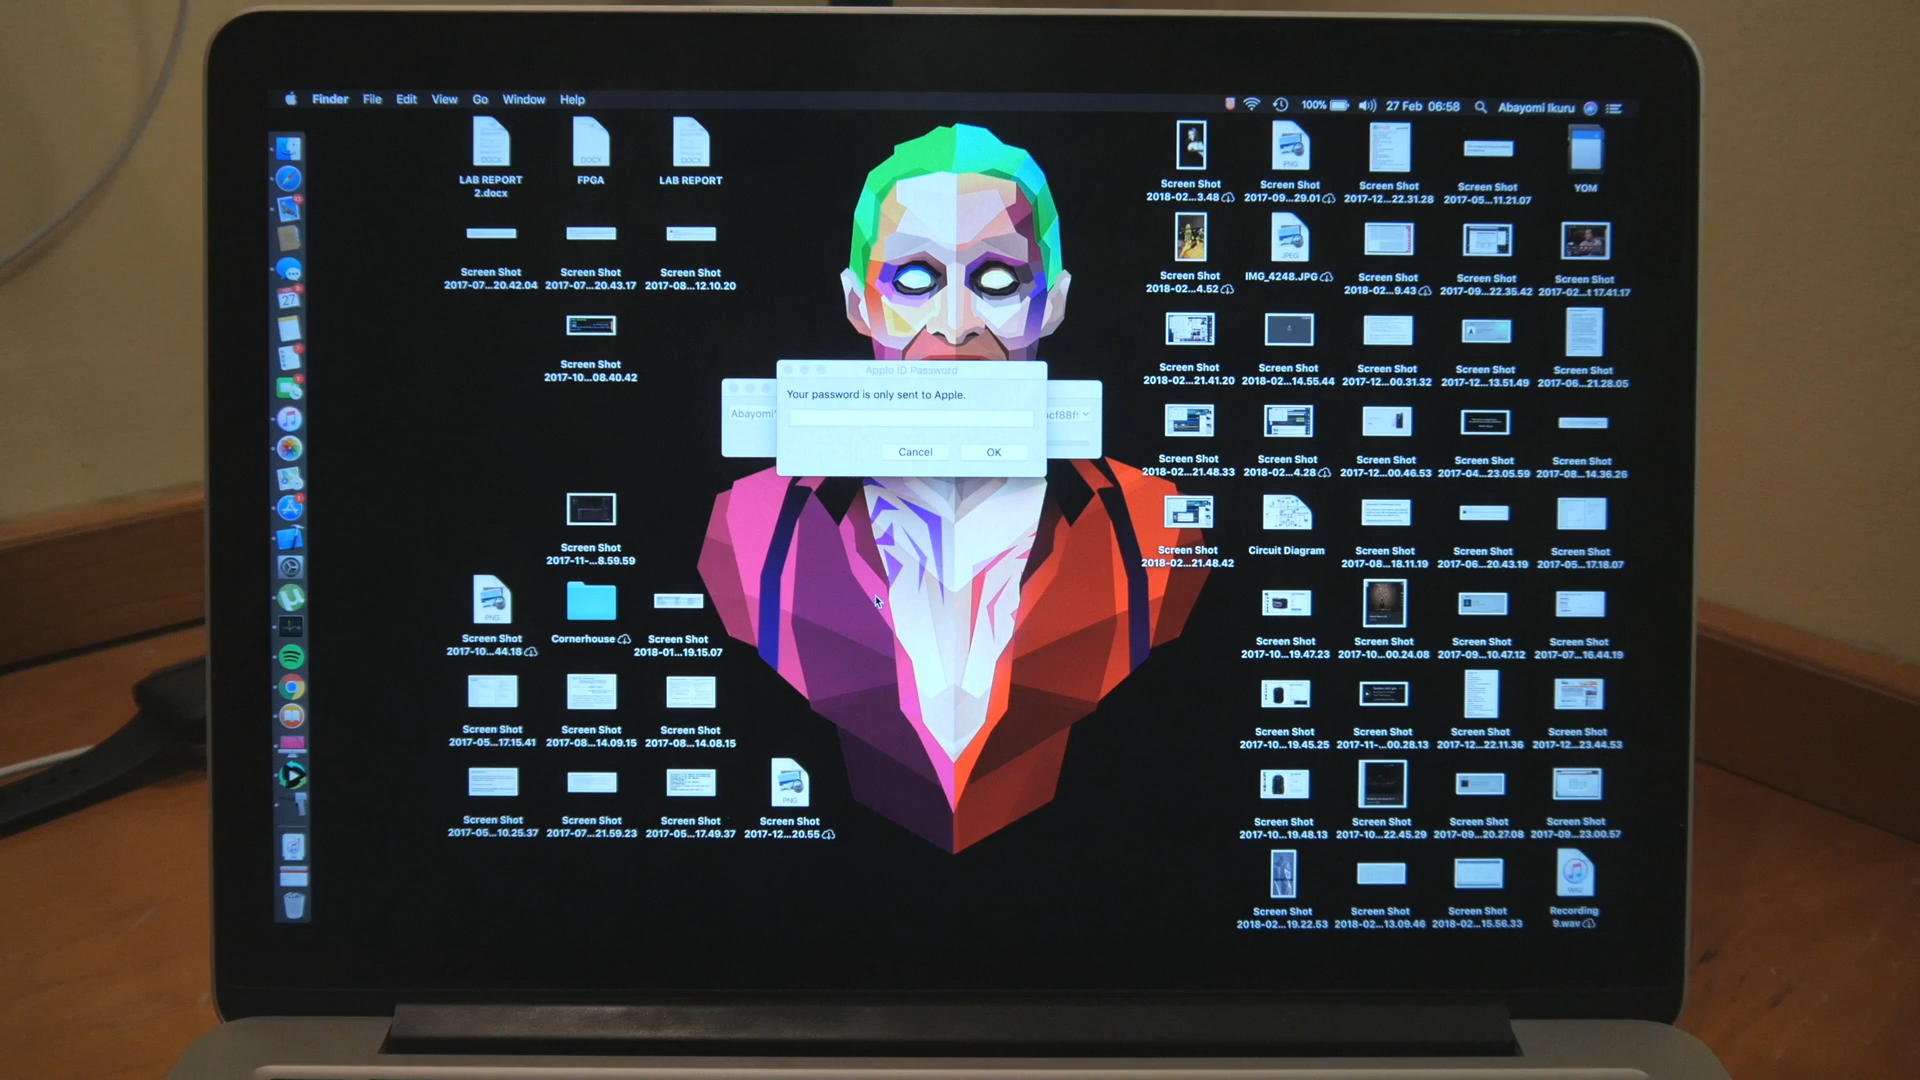 Finder File Edit View Go Window Help
100% 27 Feb 06:58 Abayomi Ikuru
DOCX DOCX DOCX
LAB REPORT FPGA LAB REPORT
2.docx
Screen Shot Screen Shot Screen Shot
2017-07...20.42.04 2017-07...20.43.17 2017-08...12.10.20
Screen Shot
2017-10...08.40.42
Screen Shot
2017-11-...8.59.59
PNG
Screen Shot Cornerhouse Screen Shot
2017-10...44.18 2018-01...19.15.07
Screen Shot Screen Shot Screen Shot
2017-05...17.15.41 2017-08...14.09.15 2017-08...14.08.15
PNG
Screen Shot Screen Shot Screen Shot Screen Shot
2017-05...10.25.37 2017-07...21.59.23 2017-05...17.49.37 2017-12...20.55
Apple ID Password
Your password is only sent to Apple.
Abayomi'
Cancel OK
PNG
Screen Shot Screen Shot Screen Shot Screen Shot YOM
2018-02...3.48 2017-09...29.01 2017-12...22.31.28 2017-05...11.21.07
JPEG
Screen Shot IMG_4248.JPG Screen Shot Screen Shot Screen Shot
2018-02...4.52 2018-02...9.43 2017-09...22.35.42 2017-02...t 17.41.17
Screen Shot Screen Shot Screen Shot Screen Shot Screen Shot
2018-02...21.41.20 2018-02...14.55.44 2017-12...00.31.32 2017-12...13.51.49 2017-06...21.28.05
Screen Shot Screen Shot Screen Shot Screen Shot Screen Shot
2018-02...21.48.33 2018-02...4.28 2017-12...00.46.53 2017-04...23.05.59 2017-08...14.36.26
Screen Shot Circuit Diagram Screen Shot Screen Shot Screen Shot
2018-02...21.48.42 2017-08...18.11.19 2017-06...20.43.19 2017-05...17.18.07
Screen Shot Screen Shot Screen Shot Screen Shot
2017-10...19.47.23 2017-10...00.24.08 2017-09...10.47.12 2017-07...16.44.19
Screen Shot Screen Shot Screen Shot Screen Shot
2017-10...19.45.25 2017-11-...00.28.13 2017-12...22.11.36 2017-12...23.44.53
Screen Shot Screen Shot Screen Shot Screen Shot
2017-10...19.48.13 2017-10...22.45.29 2017-09...20.27.08 2017-09...23.00.57
WAV
Screen Shot Screen Shot Screen Shot Recording
2018-02...19.22.53 2018-02...13.09.46 2018-02...15.56.33 9.wav